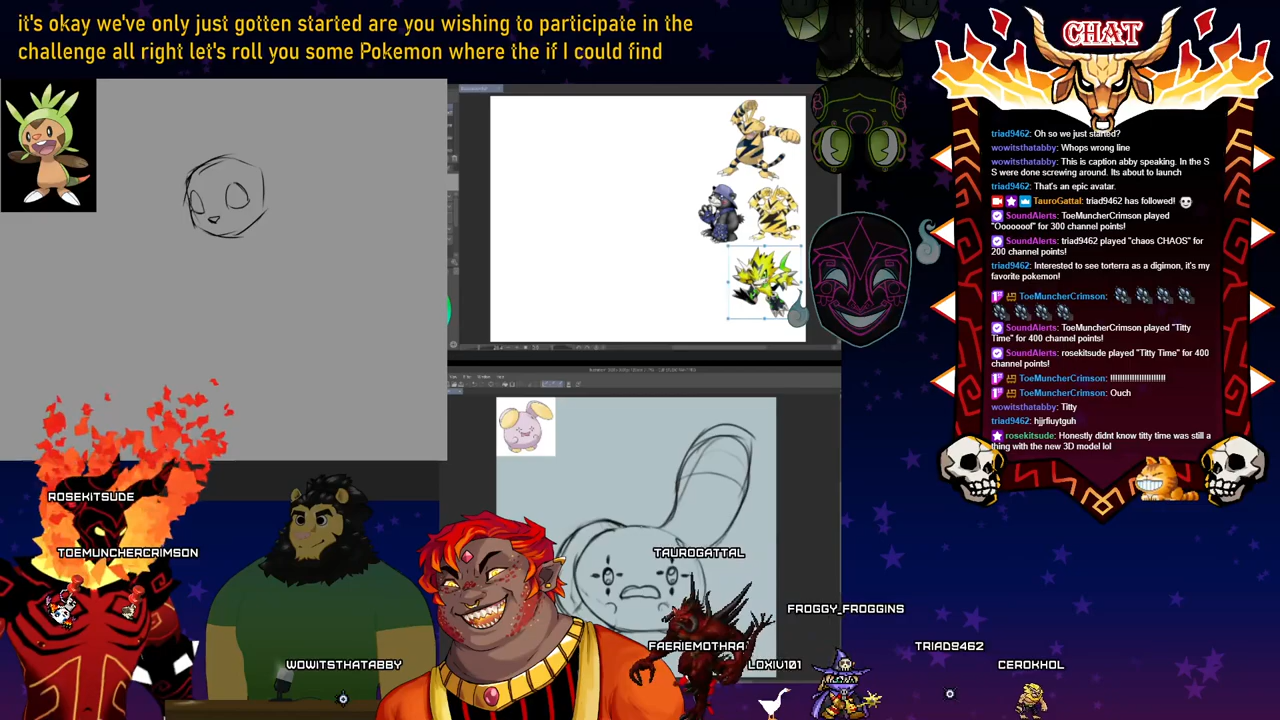 it's okay we've only just gotten started are you wishing to participate in the
challenge all right let's roll you some Pokemon where the if I could find
CHAT
triad9462: Oh so we just started?
wowitsthatabby: Whops wrong line
wowitsthatabby: This is caption abby speaking. In the S
S were done screwing around. Its about to launch
triad9462: That's an epic avatar.
TauroGattal: triad9462 has followed!
SoundAlerts: ToeMuncherCrimson played
"Ooooooof" for 300 channel points!
SoundAlerts: triad9462 played "chaos CHAOS" for
200 channel points!
triad9462: Interested to see torterra as a digimon, it's my
favorite pokemon!
ToeMuncherCrimson:
SoundAlerts: ToeMuncherCrimson played "Titty
Time" for 400 channel points!
SoundAlerts: rosekitsude played "Titty Time" for 400
channel points!
ToeMuncherCrimson: !!!!!!!!!!!!!!!!!!!!!!!
ToeMuncherCrimson: Ouch
wowitsthatabby: Titty
triad9462: hjjrfiuytguh
rosekitsude: Honestly didnt know titty time was still a
thing with the new 3D model lol
ROSEKITSUDE
TOEMUNCHERCRIMSON
WOWITSTHATABBY
TAUROGATTAL
FAERIEMOTHRA
LOXIV101
FROGGY_FROGGINS
TRIAD9462
CEROKHOL